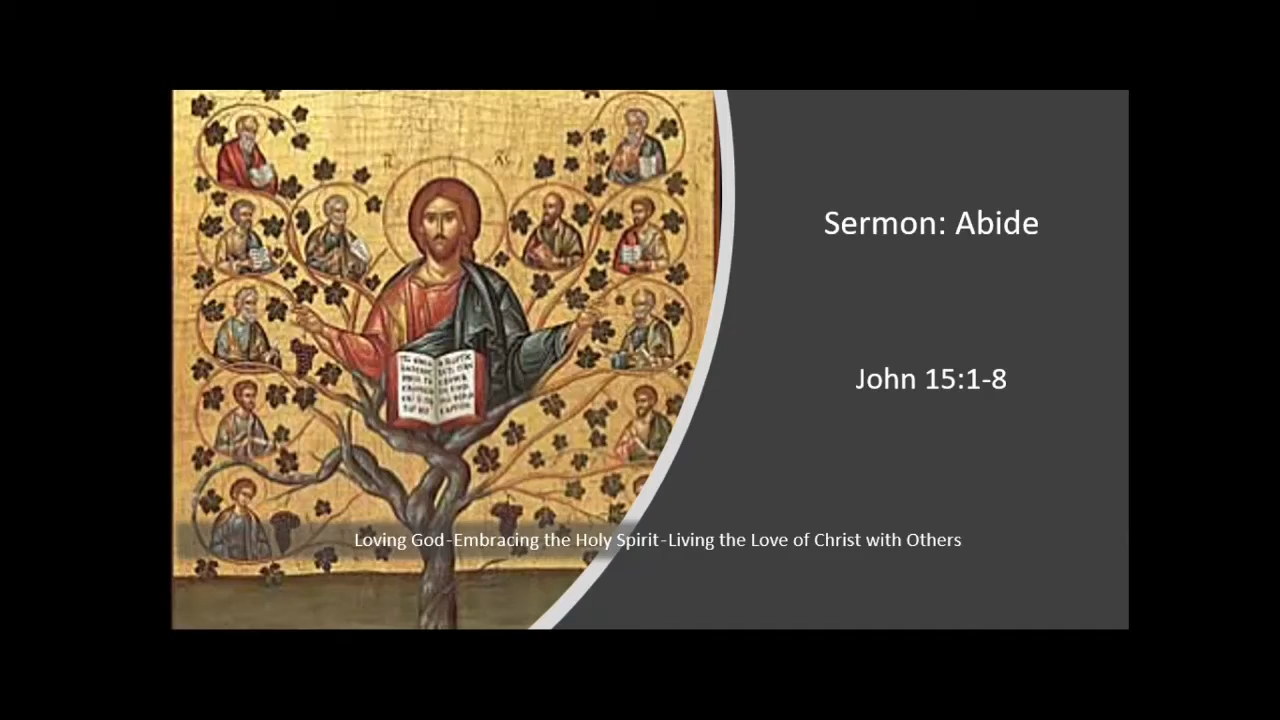 Sermon: Abide
John 15:1-8
Loving God-Embracing the Holy Spirit-Living the Love of Christ with Others